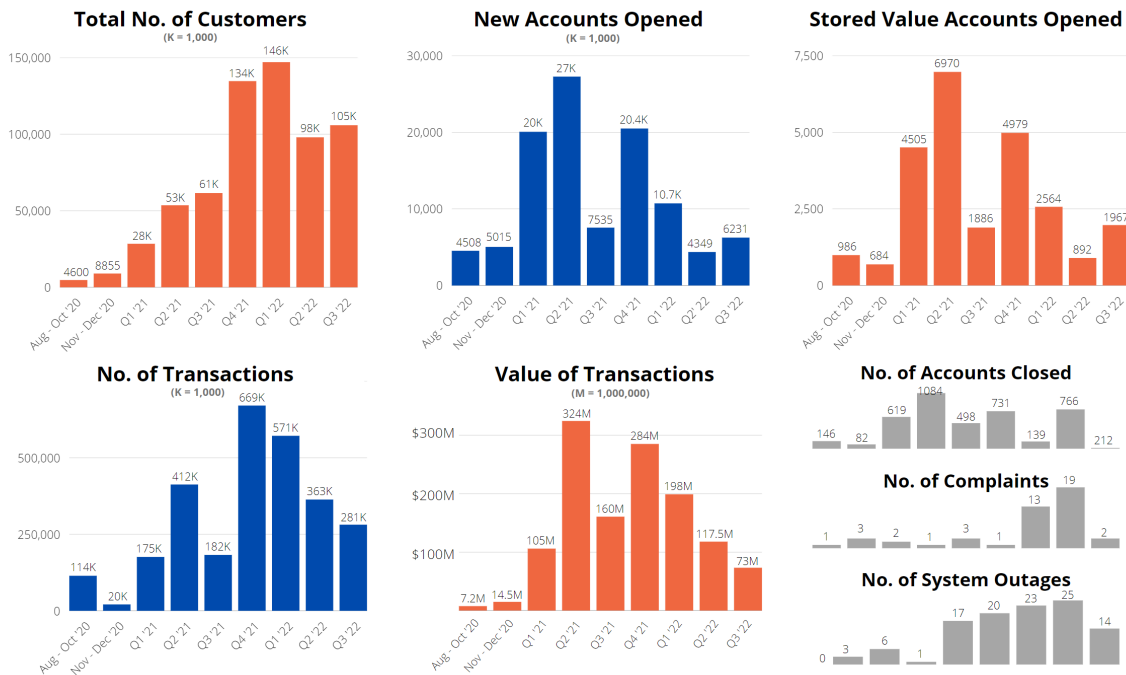 Total No. of Customers
(K = 1,000)
150,000
100,000
50,000
0
4600
8855
28K
53K
61K
134K
146K
98K
105K
Aug - Oct '20
Nov - Dec '20
Q1 '21
Q2 '21
Q3 '21
Q4 '21
Q1 '22
Q2 '22
Q3 '22
New Accounts Opened
(K = 1,000)
30,000
20,000
10,000
0
4508
5015
20K
27K
7535
20.4K
10.7K
4349
6231
Aug - Oct '20
Nov - Dec '20
Q1 '21
Q2 '21
Q3 '21
Q4 '21
Q1 '22
Q2 '22
Q3 '22
Stored Value Accounts Opened
7,500
5,000
2,500
0
986
684
4505
6970
1886
4979
2564
892
1967
Aug - Oct '20
Nov - Dec '20
Q1 '21
Q2 '21
Q3 '21
Q4 '21
Q1 '22
Q2 '22
Q3 '22
No. of Transactions
(K = 1,000)
500,000
250,000
0
114K
20K
175K
412K
182K
669K
571K
363K
281K
Aug - Oct '20
Nov - Dec '20
Q1 '21
Q2 '21
Q3 '21
Q4 '21
Q1 '22
Q2 '22
Q3 '22
Value of Transactions
(M = 1,000,000)
$300M
$200M
$100M
7.2M
14.5M
105M
324M
160M
284M
198M
117.5M
73M
Aug - Oct '20
Nov - Dec '20
Q1 '21
Q2 '21
Q3 '21
Q4 '21
Q1 '22
Q2 '22
Q3 '22
No. of Accounts Closed
146
82
619
1084
498
731
139
766
212
No. of Complaints
1
3
2
1
3
1
13
19
2
No. of System Outages
0
3
6
1
17
20
23
25
14